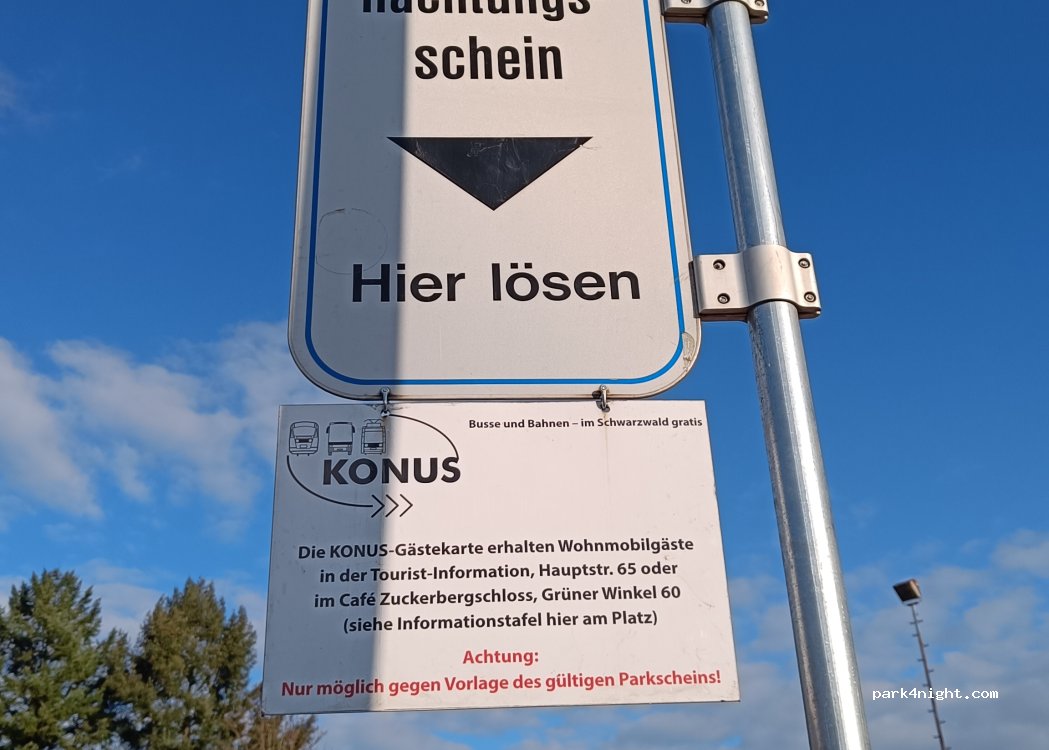 nachtungs
schein
Hier lösen
Busse und Bahnen – im Schwarzwald gratis
KONUS
Die KONUS-Gästekarte erhalten Wohnmobilgäste
in der Tourist-Information, Hauptstr. 65 oder
im Café Zuckerbergschloss, Grüner Winkel 60
(siehe Informationstafel hier am Platz)
Achtung:
Nur möglich gegen Vorlage des gültigen Parkscheins!
park4night.com